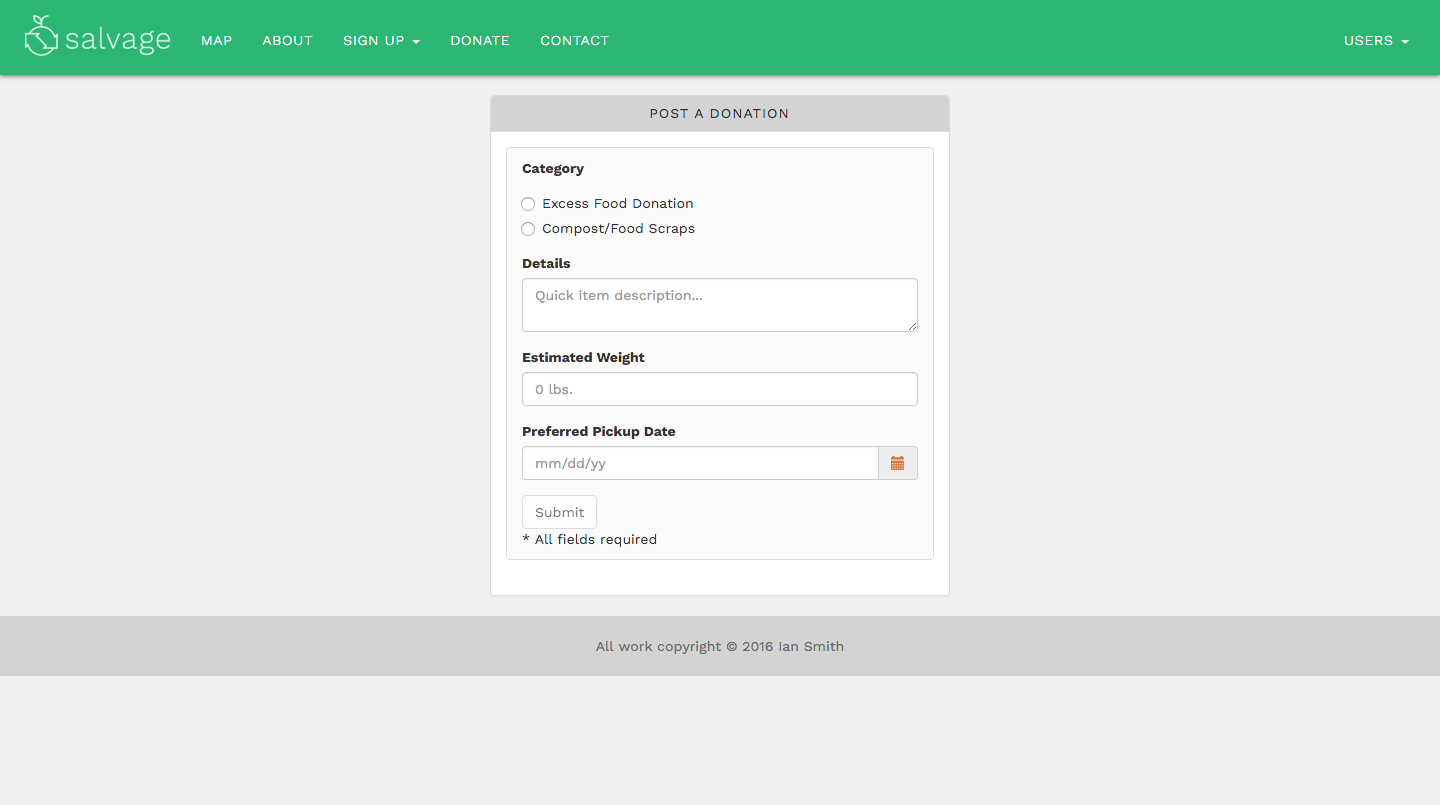 salvage MAP ABOUT SIGN UP DONATE CONTACT USERS
POST A DONATION
Category
Excess Food Donation
Compost/Food Scraps
Details
Quick item description...
Estimated Weight
0 lbs.
Preferred Pickup Date
mm/dd/yy
Submit
* All fields required
All work copyright © 2016 Ian Smith